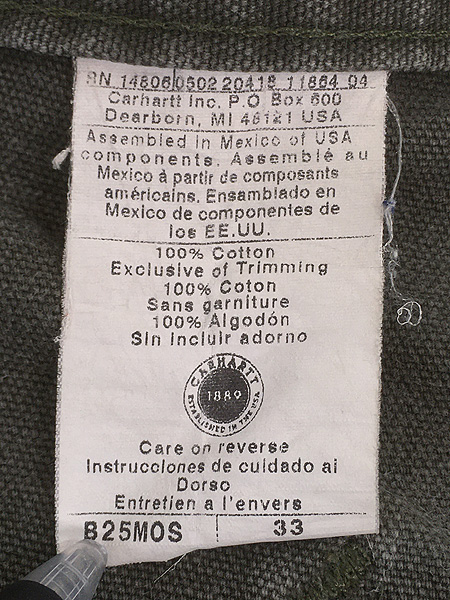 RN 14806 0502 20418 11864 04
Carhartt Inc. P.O Box 600
Dearborn, MI 48121 USA
Assembled in Mexico of USA
components. Assemblé au
Mexico à partir de composants
américains. Ensamblado en
Mexico de componentes de
los EE.UU.
100% Cotton
Exclusive of Trimming
100% Coton
Sans garniture
100% Algodón
Sin incluir adorno
CARHARTT
1889
ESTABLISHED IN THE USA
Care on reverse
Instrucciones de cuidado al
Dorso
Entretien a l'envers
B25MOS 33